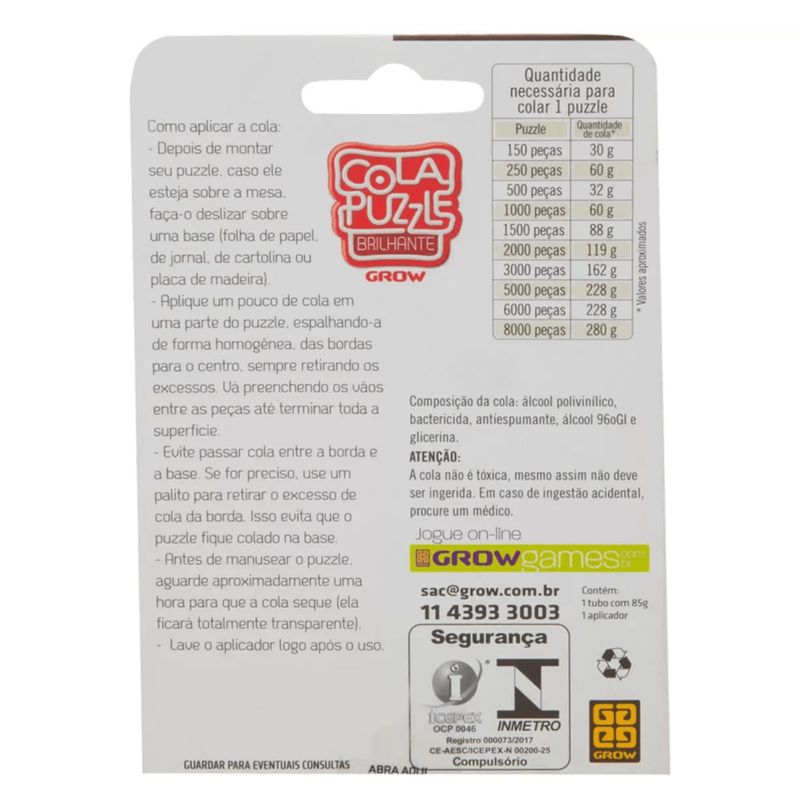 Como aplicar a cola:
- Depois de montar
seu puzzle, caso ele
esteja sobre a mesa,
faça-o deslizar sobre
uma base (folha de papel,
de jornal, de cartolina ou
placa de madeira).
- Aplique um pouco de cola em
uma parte do puzzle, espalhando-a
de forma homogênea, das bordas
para o centro, sempre retirando os
excessos. Vá preenchendo os vãos
entre as peças até terminar toda a
superfície.
- Evite passar cola entre a borda e
a base. Se for preciso, use um
palito para retirar o excesso de
cola da borda. Isso evita que o
puzzle fique colado na base.
- Antes de manusear o puzzle,
aguarde aproximadamente uma
hora para que a cola seque (ela
ficará totalmente transparente).
- Lave o aplicador logo após o uso.
COLA
PUZZLE
BRILHANTE
GROW
Quantidade
necessária para
colar 1 puzzle
Puzzle Quantidade de cola*
150 peças 30 g
250 peças 60 g
500 peças 32 g
1000 peças 60 g
1500 peças 88 g
2000 peças 119 g
3000 peças 162 g
5000 peças 228 g
6000 peças 228 g
8000 peças 280 g
* Valores aproximados
Composição da cola: álcool polivinílico,
bactericida, antiespumante, álcool 96oGl e
glicerina.
ATENÇÃO:
A cola não é tóxica, mesmo assim não deve
ser ingerida. Em caso de ingestão acidental,
procure um médico.
Jogue on-line
GROWgames.com.br
sac@grow.com.br
11 4393 3003
Contém:
1 tubo com 85g
1 aplicador
Segurança
ICEPEX
OCP 0046
INMETRO
Registro 000073/2017
CE-AESC/ICEPEX-N 00200-25
Compulsório
GROW
GUARDAR PARA EVENTUAIS CONSULTAS
ABRA AQUI